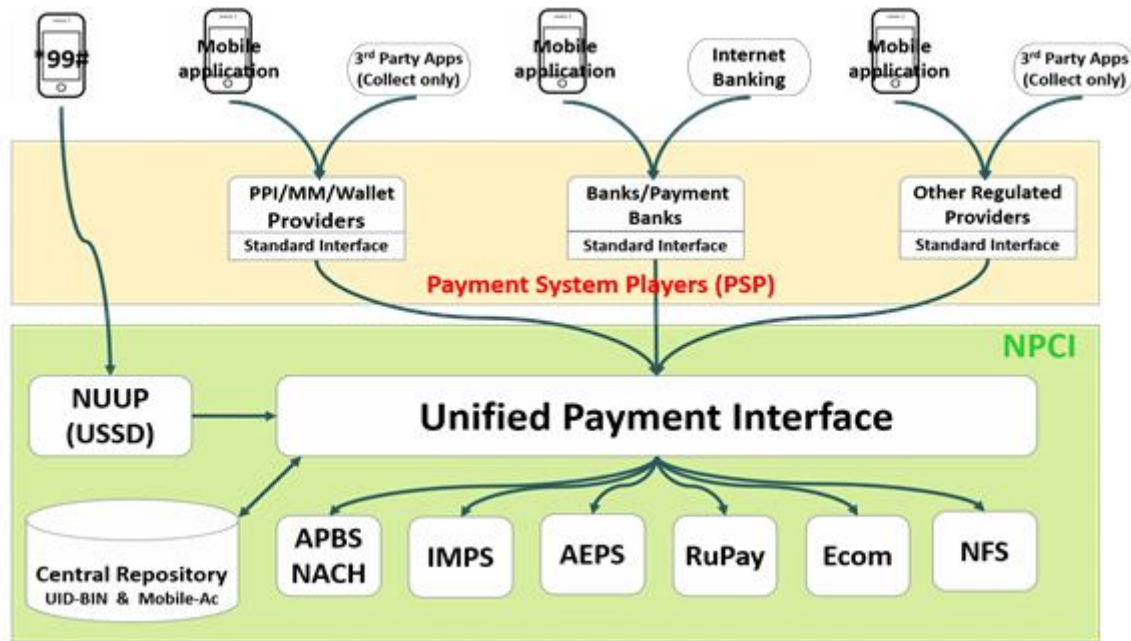 *99#
Mobile
application
3rd Party Apps
(Collect only)
Mobile
application
Internet
Banking
Mobile
application
3rd Party Apps
(Collect only)
PPI/MM/Wallet
Providers
Standard Interface
Banks/Payment
Banks
Standard Interface
Other Regulated
Providers
Standard Interface
Payment System Players (PSP)
NPCI
NUUP
(USSD)
Unified Payment Interface
Central Repository
UID-BIN & Mobile-Ac
APBS
NACH
IMPS
AEPS
RuPay
Ecom
NFS